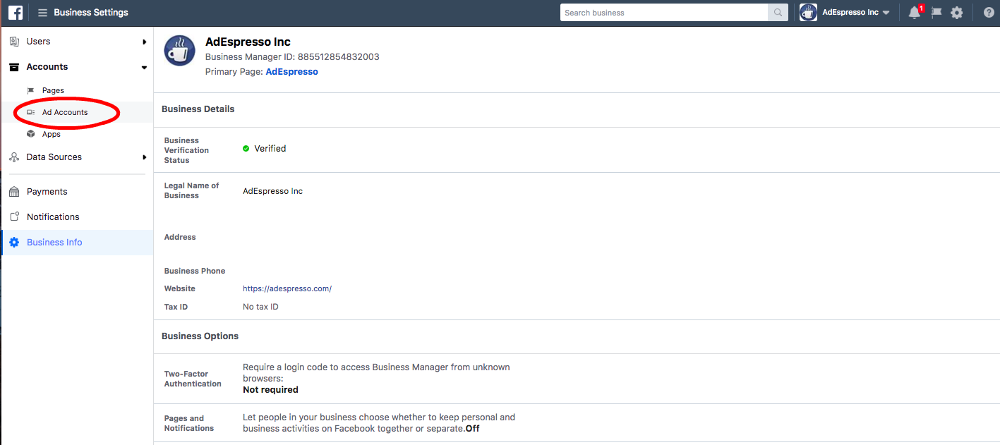 Business Settings
Search business
AdEspresso Inc
1
Users
Accounts
Pages
Ad Accounts
Apps
Data Sources
Payments
Notifications
Business Info
AdEspresso Inc
Business Manager ID: 885512854832003
Primary Page: AdEspresso
Business Details
Business
Verification
Status
Verified
Legal Name of
Business
AdEspresso Inc
Address
Business Phone
Website
https://adespresso.com/
Tax ID
No tax ID
Business Options
Two-Factor
Authentication
Require a login code to access Business Manager from unknown
browsers:
Not required
Pages and
Notifications
Let people in your business choose whether to keep personal and
business activities on Facebook together or separate.Off